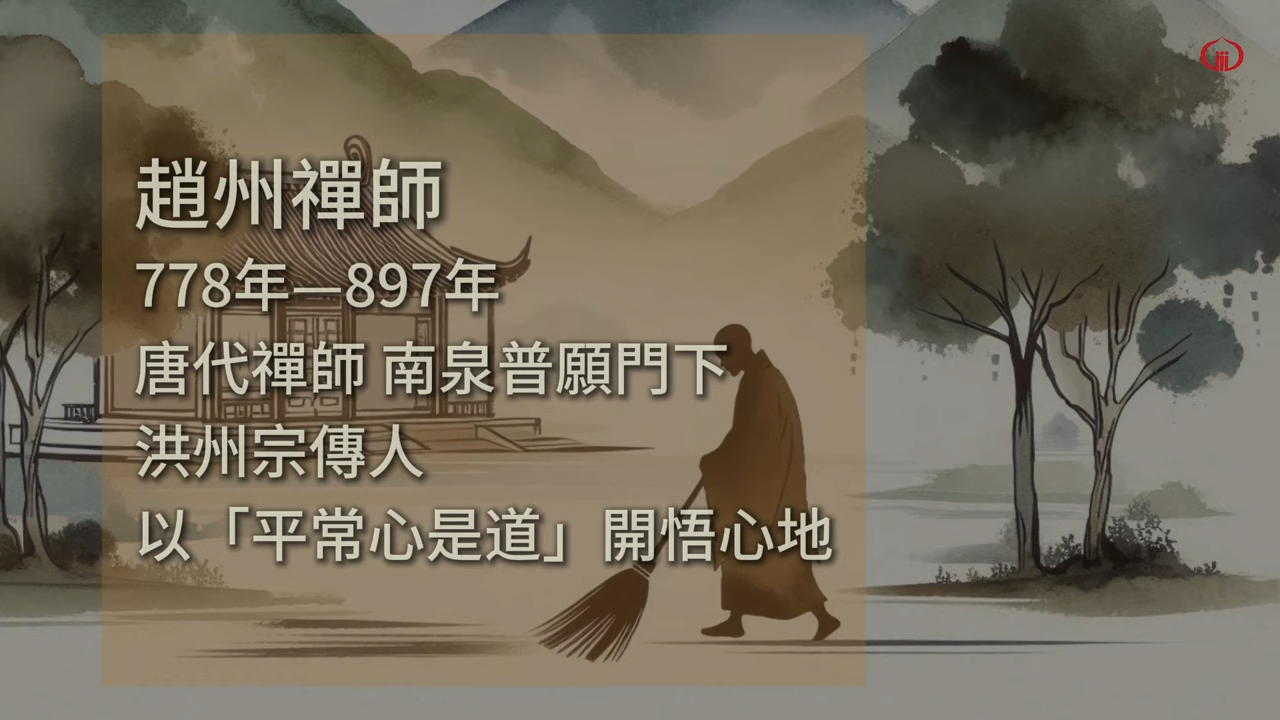 趙州禪師
778年—897年
唐代禪師 南泉普願門下
洪州宗傳人
以「平常心是道」開悟心地